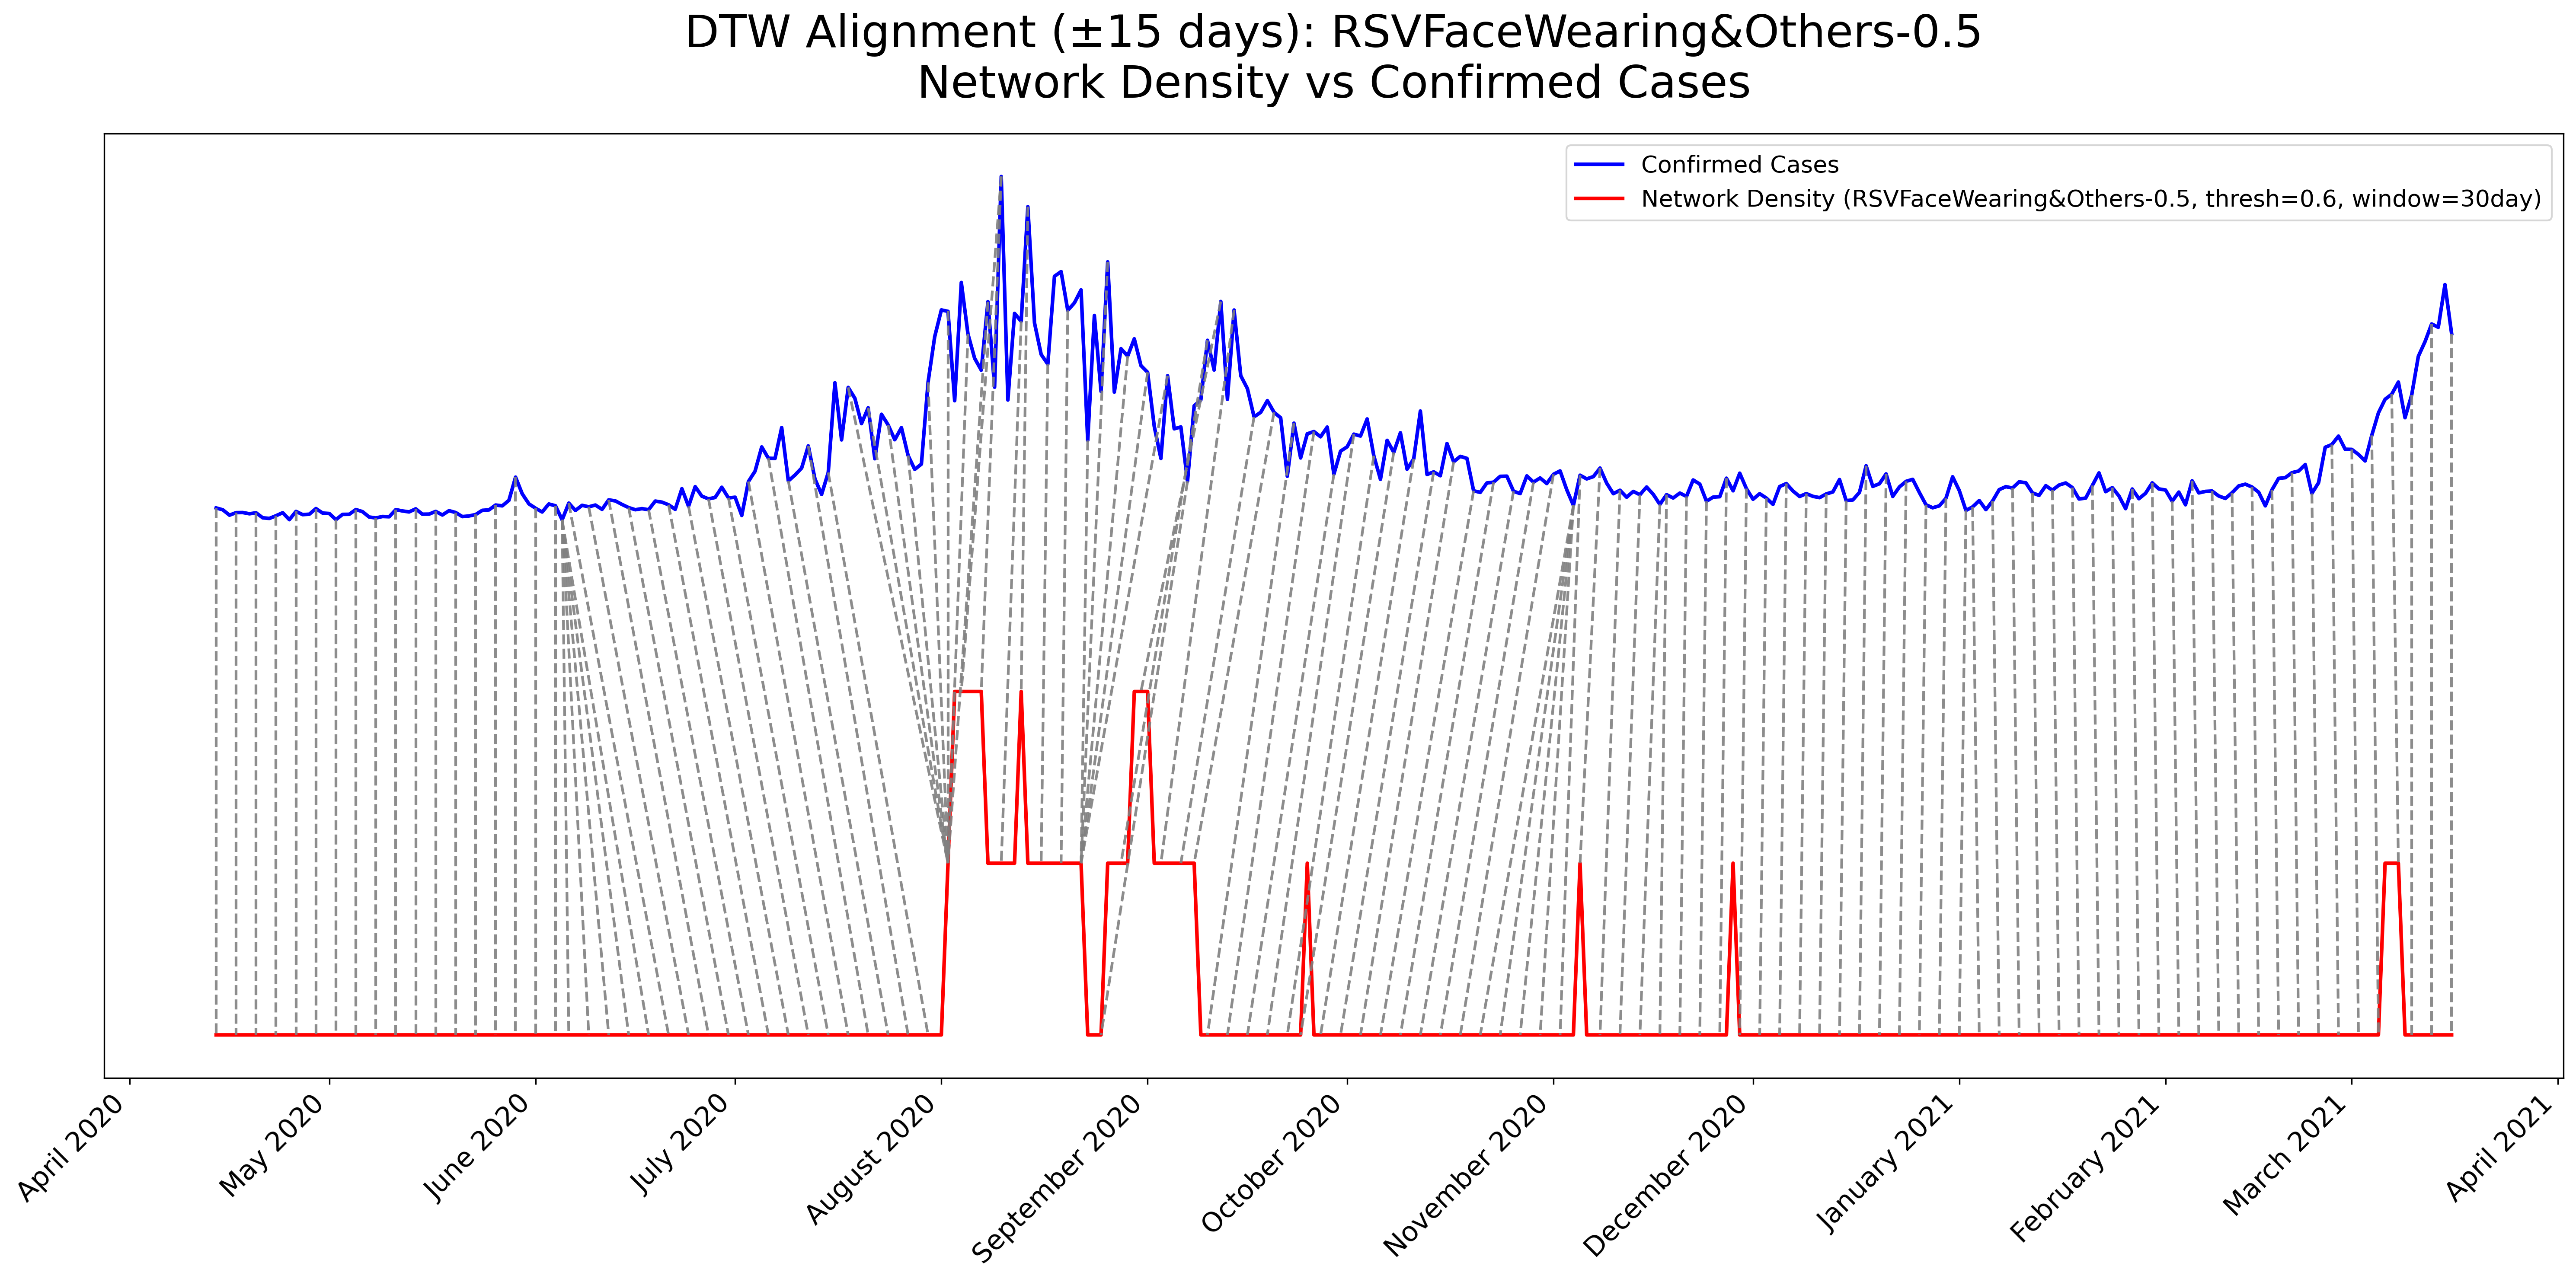 DTW Alignment (±15 days): RSVFaceWearing&Others-0.5
Network Density vs Confirmed Cases
Confirmed Cases
Network Density (RSVFaceWearing&Others-0.5, thresh=0.6, window=30day)
April 2020
May 2020
June 2020
July 2020
August 2020
September 2020
October 2020
November 2020
December 2020
January 2021
February 2021
March 2021
April 2021